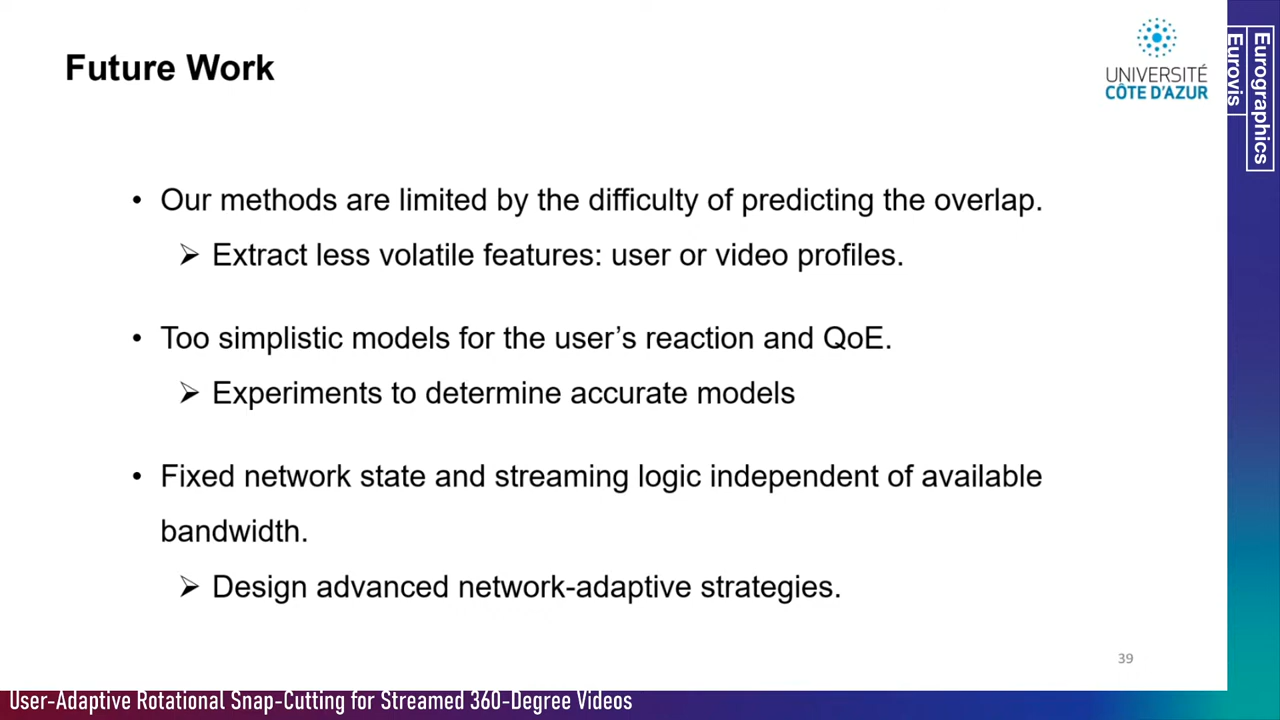 Future Work
UNIVERSITÉ
CÔTE D'AZUR
Eurographics
Eurovis
• Our methods are limited by the difficulty of predicting the overlap.
➢ Extract less volatile features: user or video profiles.
• Too simplistic models for the user's reaction and QoE.
➢ Experiments to determine accurate models
• Fixed network state and streaming logic independent of available
bandwidth.
➢ Design advanced network-adaptive strategies.
39
User-Adaptive Rotational Snap-Cutting for Streamed 360-Degree Videos